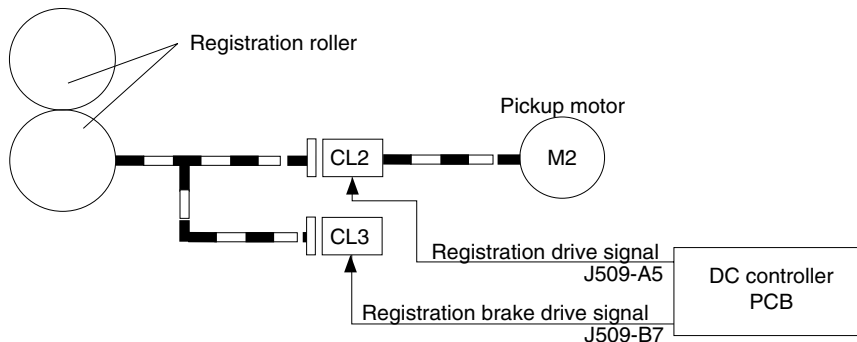 Registration roller
Pickup motor
CL2
M2
CL3
Registration drive signal
J509-A5
DC controller
PCB
Registration brake drive signal
J509-B7